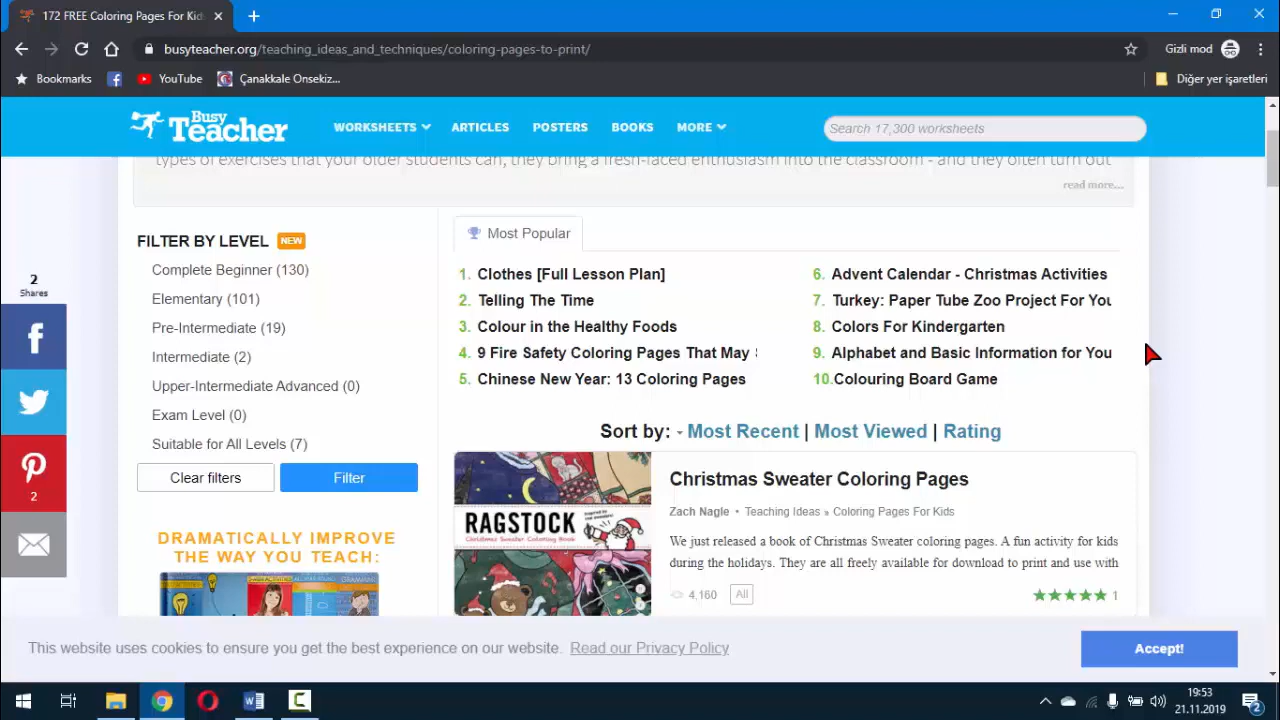 172 FREE Coloring Pages For Kid
busyteacher.org/teaching_ideas_and_techniques/coloring-pages-to-print/
Gizli mod
Bookmarks
YouTube
Çanakkale Onsekiz...
Diğer yer işaretleri
Busy
Teacher
WORKSHEETS
ARTICLES
POSTERS
BOOKS
MORE
Search 17,300 worksheets
types of exercises that your older students can, they bring a fresh-faced enthusiasm into the classroom - and they often turn out
read more...
2
Shares
2
FILTER BY LEVEL NEW
Complete Beginner (130)
Elementary (101)
Pre-Intermediate (19)
Intermediate (2)
Upper-Intermediate Advanced (0)
Exam Level (0)
Suitable for All Levels (7)
Clear filters
Filter
DRAMATICALLY IMPROVE
THE WAY YOU TEACH:
Most Popular
1. Clothes [Full Lesson Plan]
2. Telling The Time
3. Colour in the Healthy Foods
4. 9 Fire Safety Coloring Pages That May
5. Chinese New Year: 13 Coloring Pages
6. Advent Calendar - Christmas Activities
7. Turkey: Paper Tube Zoo Project For You
8. Colors For Kindergarten
9. Alphabet and Basic Information for You
10.Colouring Board Game
Sort by: - Most Recent | Most Viewed | Rating
RAGSTOCK
Christmas Sweater Coloring Book
Christmas Sweater Coloring Pages
Zach Nagle • Teaching Ideas » Coloring Pages For Kids
We just released a book of Christmas Sweater coloring pages. A fun activity for kids
during the holidays. They are all freely available for download to print and use with
4,160
All
1
This website uses cookies to ensure you get the best experience on our website. Read our Privacy Policy
Accept!
19:53
21.11.2019
2